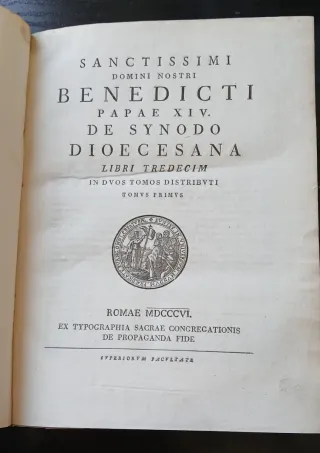 SANCTISSIMI
DOMINI NOSTRI
BENEDICTI
PAPAE XIV.
DE SYNODO
DIOECESANA
LIBRI TREDECIM
IN DVOS TOMOS DISTRIBVTI
TOMVS PRIMVS
ROMAE MDCCCVI.
EX TYPOGRAPHIA SACRAE CONGREGATIONIS
DE PROPAGANDA FIDE
SVPERIORVM FACVLTATE